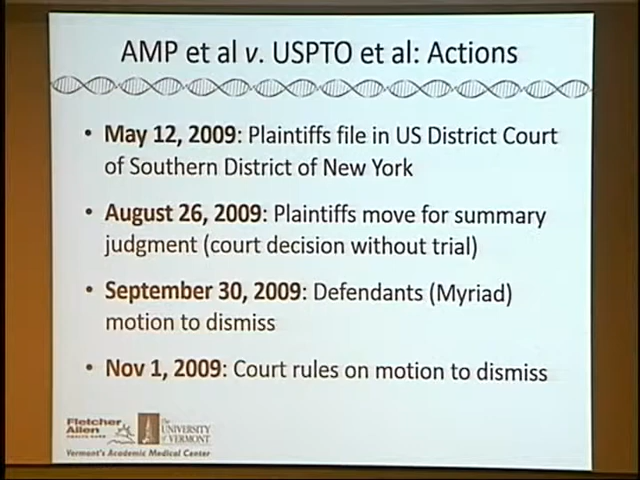 AMP et al v. USPTO et al: Actions
• May 12, 2009: Plaintiffs file in US District Court
of Southern District of New York
• August 26, 2009: Plaintiffs move for summary
judgment (court decision without trial)
• September 30, 2009: Defendants (Myriad)
motion to dismiss
• Nov 1, 2009: Court rules on motion to dismiss
Fletcher
Allen
HEALTH CARE
The
UNIVERSITY
of VERMONT
Vermont's Academic Medical Center